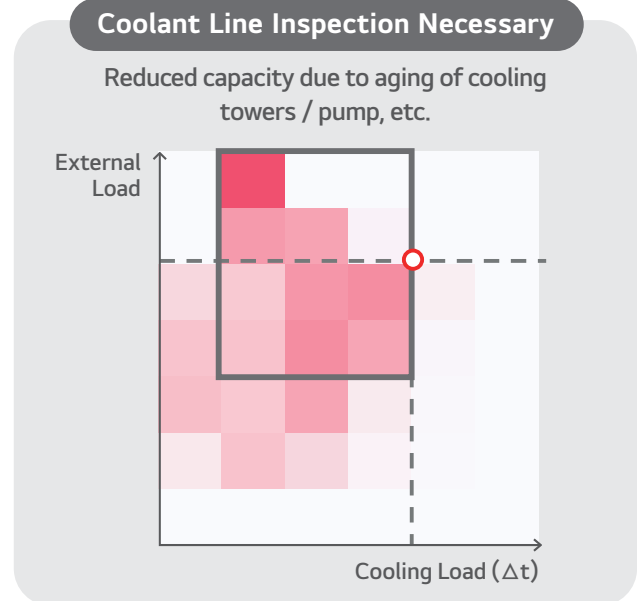 Coolant Line Inspection Necessary
Reduced capacity due to aging of cooling
towers / pump, etc.
External
Load
Cooling Load (△t)